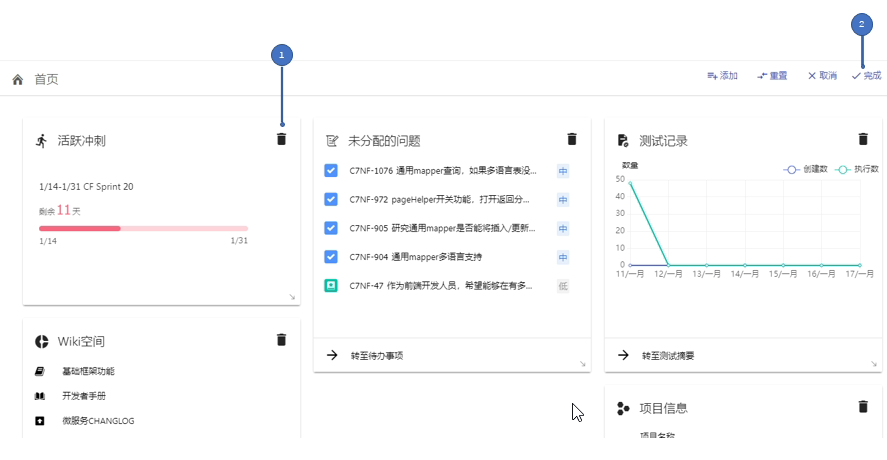 2
1
首页
添加
重置
取消
完成
活跃冲刺
1/14-1/31 CF Sprint 20
剩余11天
1/14
1/31
未分配的问题
C7NF-1076 通用mapper查询，如果多语言表没... 中
C7NF-972 pageHelper开关功能，打开返回分... 中
C7NF-905 研究通用mapper是否能将插入/更新... 中
C7NF-904 通用mapper多语言支持 中
C7NF-47 作为前端开发人员，希望能够在有多... 低
转至待办事项
测试记录
数量
创建数
执行数
50
40
30
20
10
0
11/一月 12/一月 13/一月 14/一月 15/一月 16/一月 17/一月
转至测试摘要
Wiki空间
基础框架功能
开发者手册
微服务CHANGLOG
项目信息
项目名称